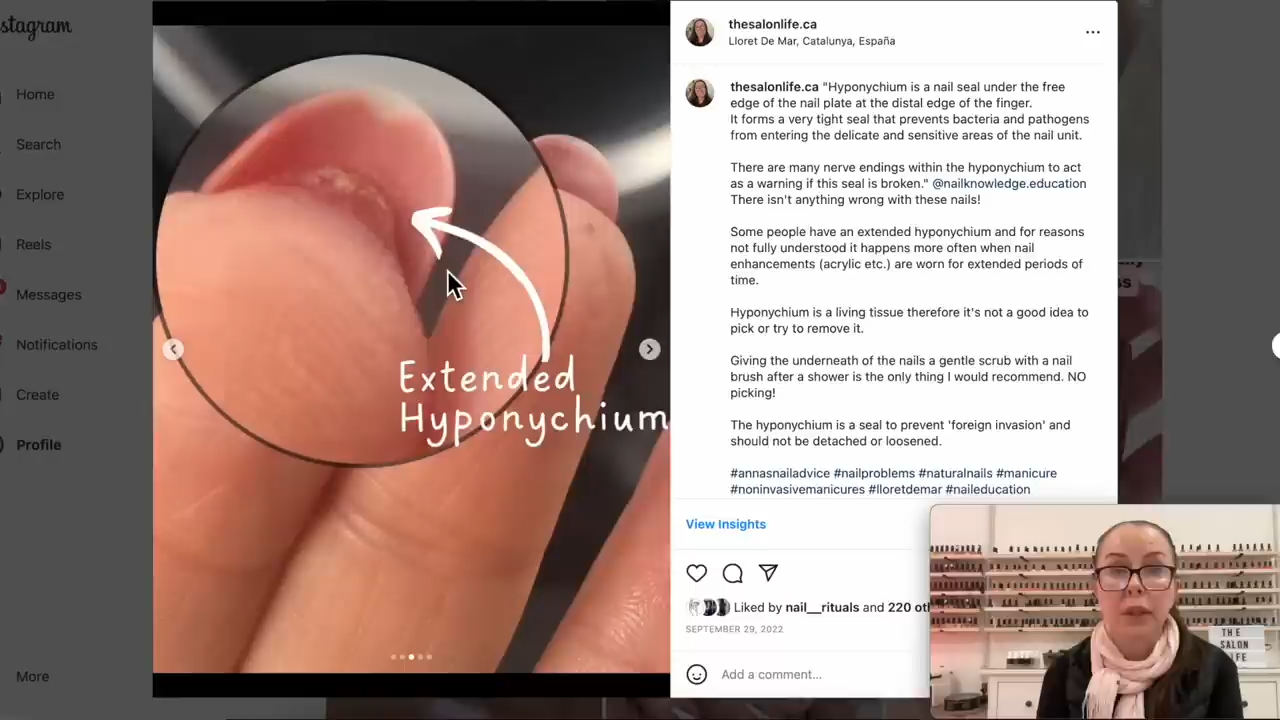 stagram
Home
Search
Explore
Reels
Messages
Notifications
Create
Profile
More
Extended
Hyponychium
thesalonlife.ca
Lloret De Mar, Catalunya, España
thesalonlife.ca "Hyponychium is a nail seal under the free
edge of the nail plate at the distal edge of the finger.
It forms a very tight seal that prevents bacteria and pathogens
from entering the delicate and sensitive areas of the nail unit.
There are many nerve endings within the hyponychium to act
as a warning if this seal is broken." @nailknowledge.education
There isn't anything wrong with these nails!
Some people have an extended hyponychium and for reasons
not fully understood it happens more often when nail
enhancements (acrylic etc.) are worn for extended periods of
time.
Hyponychium is a living tissue therefore it's not a good idea to
pick or try to remove it.
Giving the underneath of the nails a gentle scrub with a nail
brush after a shower is the only thing I would recommend. NO
picking!
The hyponychium is a seal to prevent 'foreign invasion' and
should not be detached or loosened.
#annasnailadvice #nailproblems #naturalnails #manicure
#noninvasivemanicures #lloretdemar #naileducation
View Insights
Liked by nail__rituals and 220 oth
SEPTEMBER 29, 2022
Add a comment...
THE
SALON
LIFE